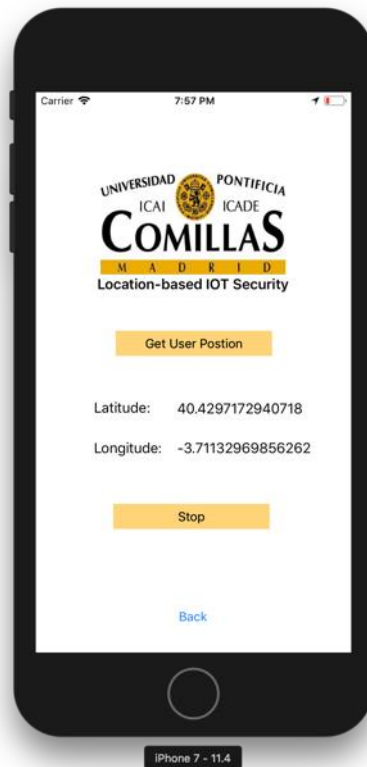 Carrier 7:57 PM
UNIVERSIDAD PONTIFICIA
ICAI ICADE
COMILLAS
MADRID
Location-based IOT Security
Get User Postion
Latitude: 40.4297172940718
Longitude: -3.71132969856262
Stop
Back
iPhone 7 - 11.4